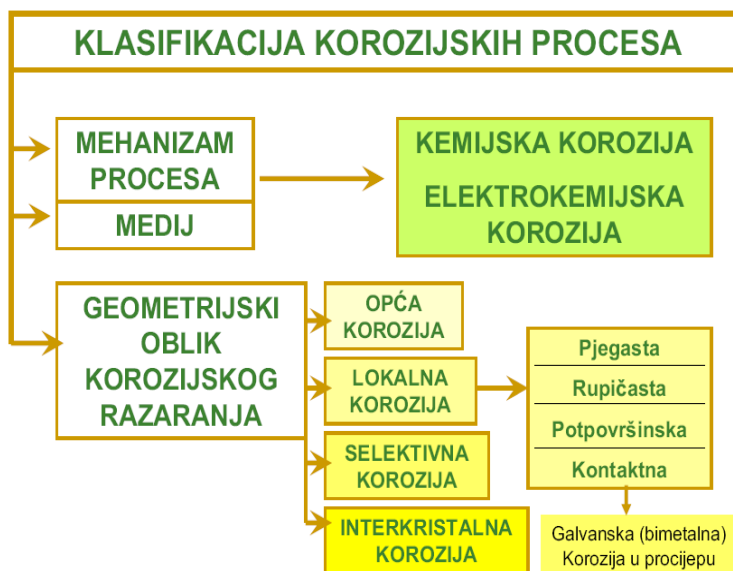 KLASIFIKACIJA KOROZIJSKIH PROCESA
MEHANIZAM
PROCESA
MEDIJ
KEMIJSKA KOROZIJA
ELEKTROKEMIJSKA
KOROZIJA
GEOMETRIJSKI
OBLIK
KOROZIJSKOG
RAZARANJA
OPĆA
KOROZIJA
LOKALNA
KOROZIJA
SELEKTIVNA
KOROZIJA
INTERKRISTALNA
KOROZIJA
Pjegasta
Rupičasta
Potpovršinska
Kontaktna
Galvanska (bimetalna)
Korozija u procijepu